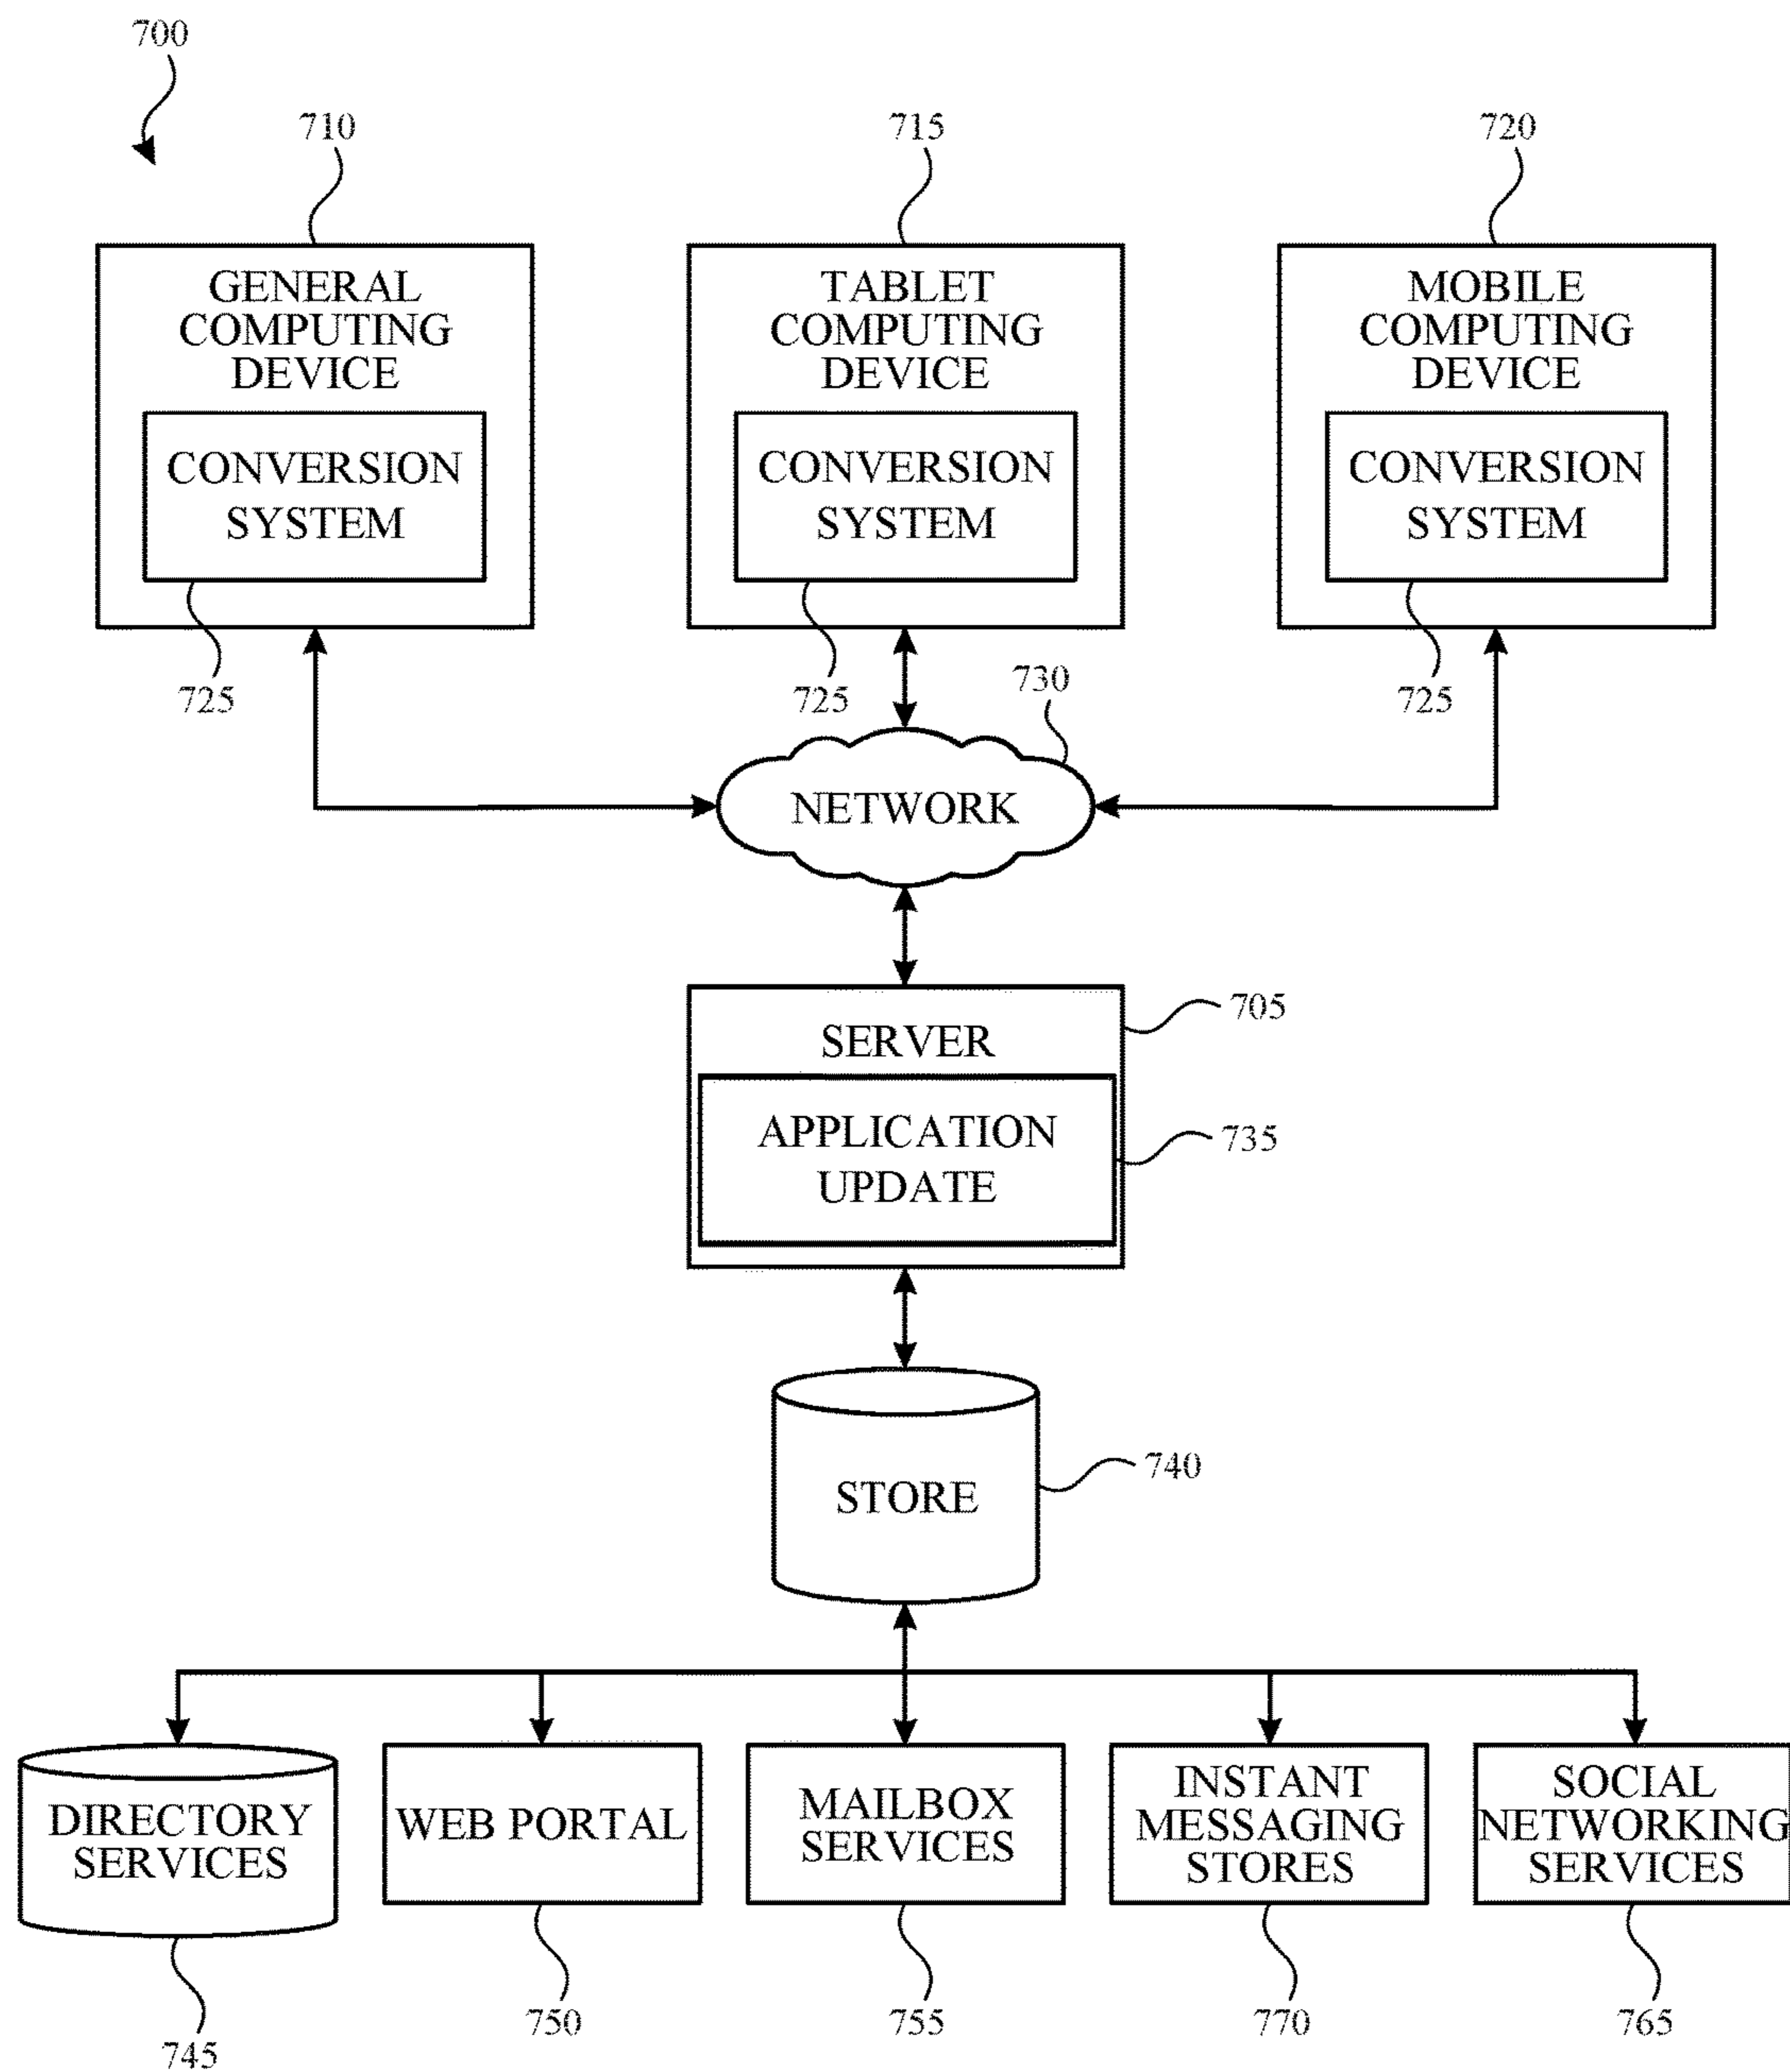 700
710
715
720
GENERAL
COMPUTING
DEVICE
CONVERSION
SYSTEM
725
TABLET
COMPUTING
DEVICE
CONVERSION
SYSTEM
725
MOBILE
COMPUTING
DEVICE
CONVERSION
SYSTEM
725
730
NETWORK
705
SERVER
APPLICATION
UPDATE
735
STORE
740
DIRECTORY
SERVICES
WEB PORTAL
MAILBOX
SERVICES
INSTANT
MESSAGING
STORES
SOCIAL
NETWORKING
SERVICES
745
750
755
770
765